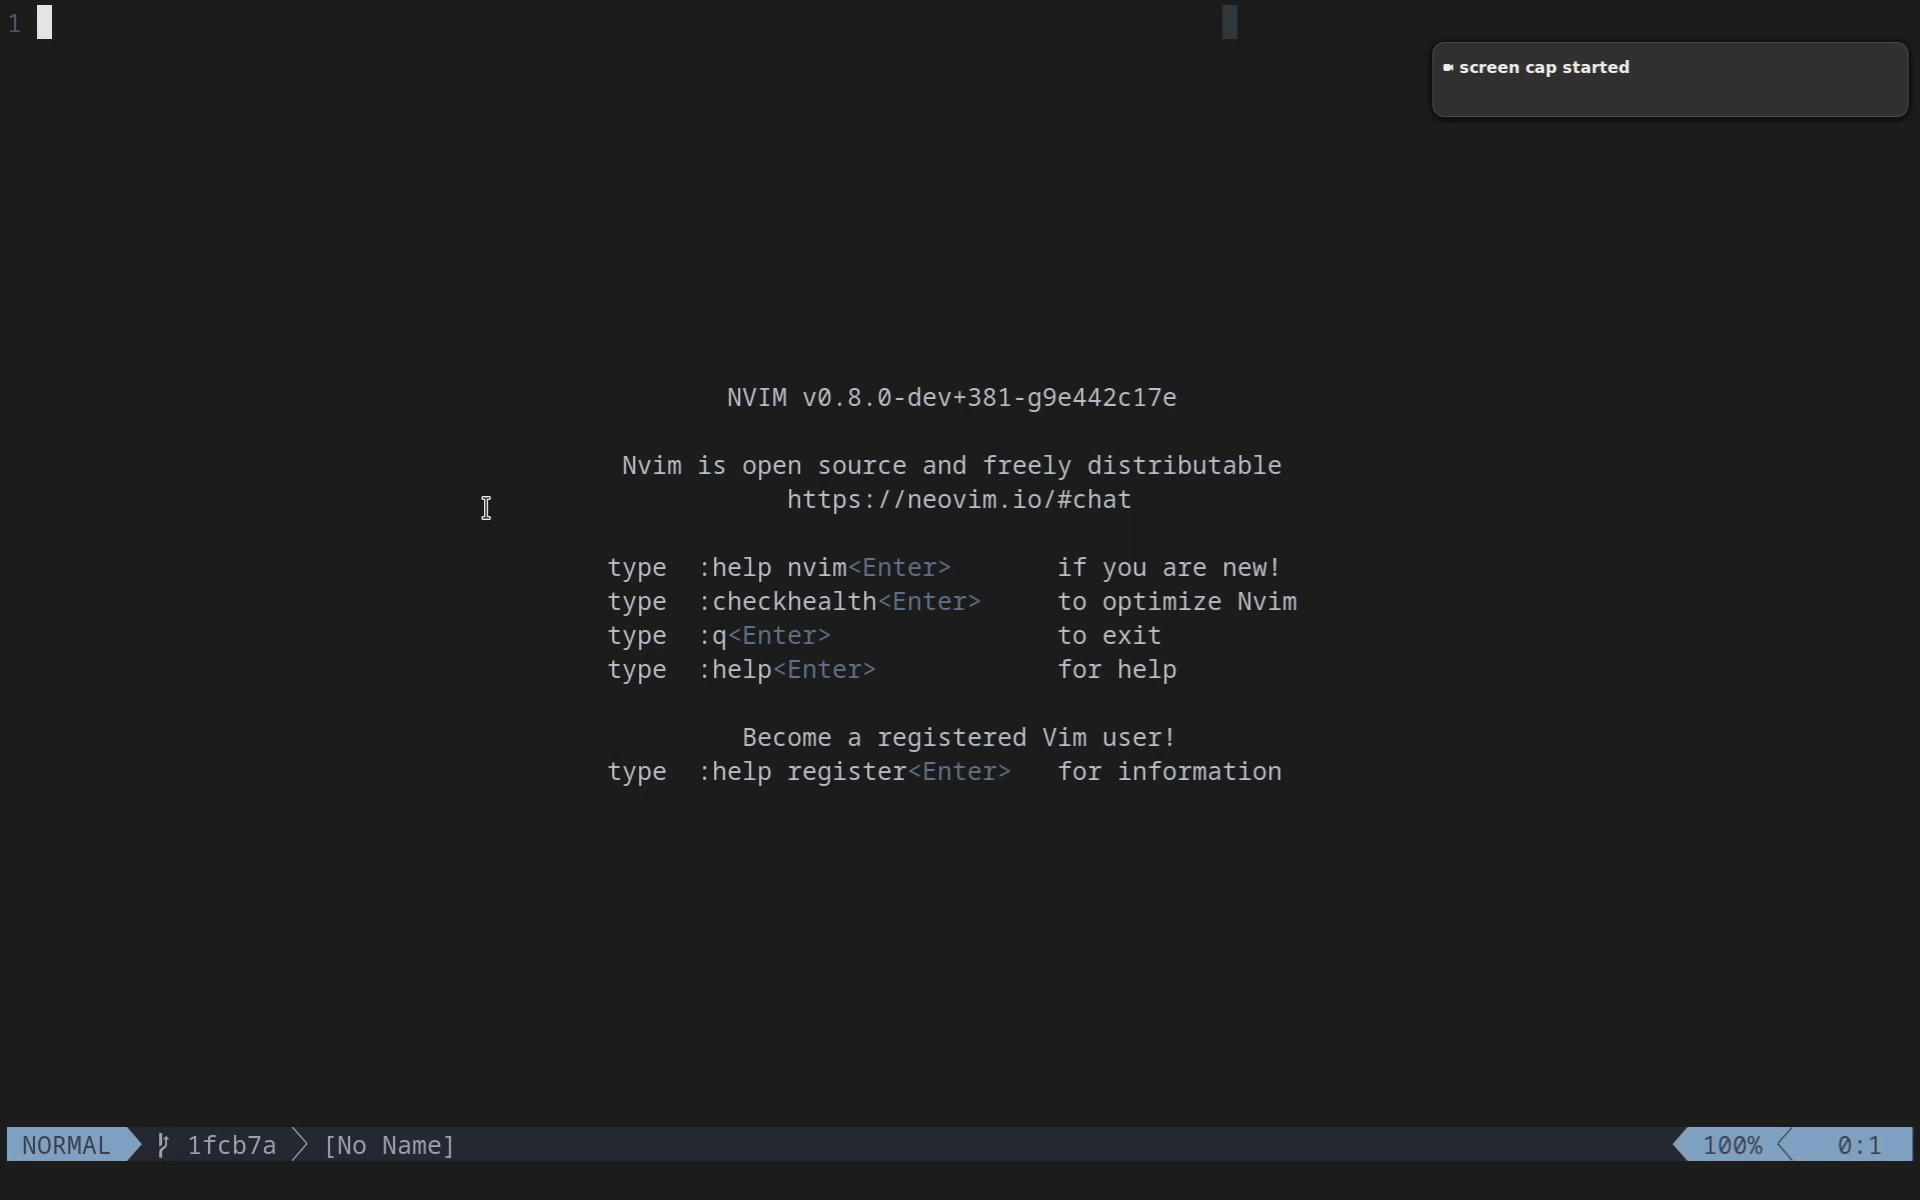 1
screen cap started
NVIM v0.8.0-dev+381-g9e442c17e
Nvim is open source and freely distributable
https://neovim.io/#chat
type  :help nvim<Enter>       if you are new!
type  :checkhealth<Enter>     to optimize Nvim
type  :q<Enter>               to exit
type  :help<Enter>            for help
Become a registered Vim user!
type  :help register<Enter>   for information
NORMAL 1fcb7a [No Name] 100% 0:1